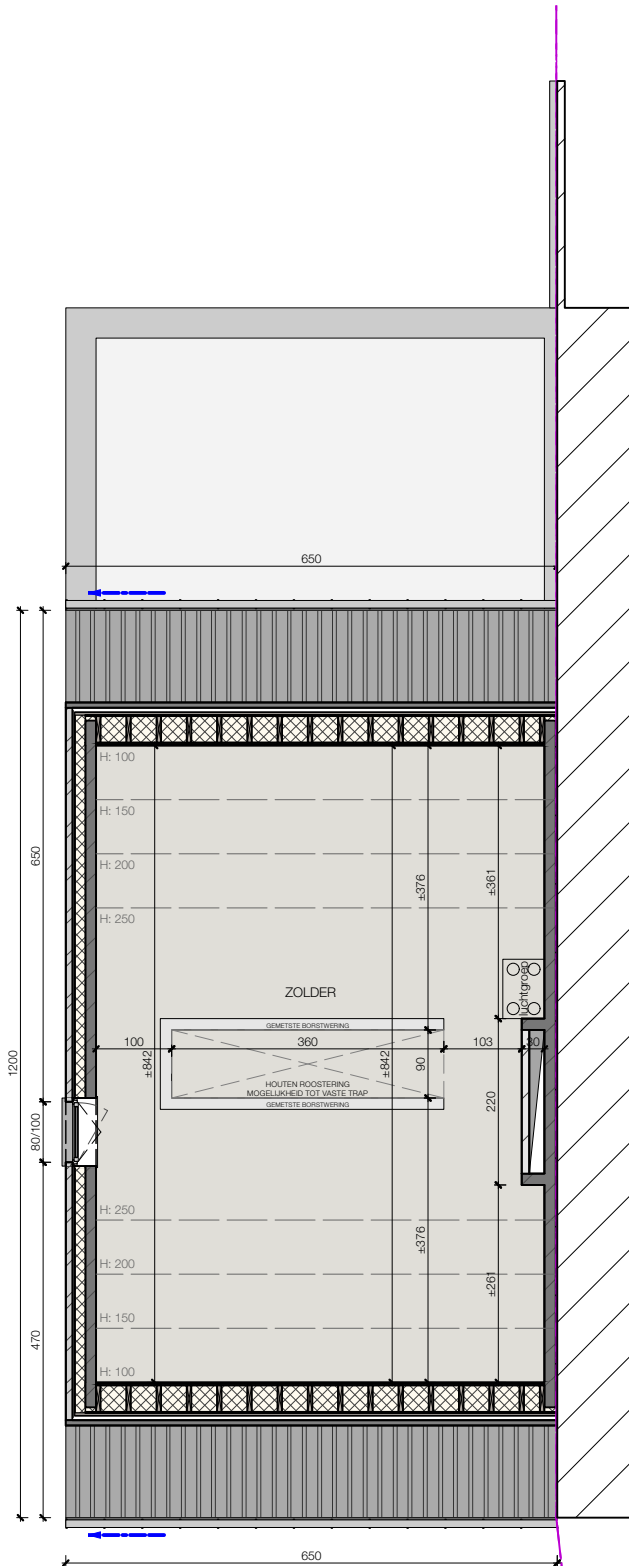 650
H: 100
H: 150
H: 200
H: 250
650
±376
±361
luchtgroep
ZOLDER
GEMETSTE BORSTWERING
100
360
103
30
±842
±842
90
1200
HOUTEN ROOSTERING
MOGELIJKHEID TOT VASTE TRAP
GEMETSTE BORSTWERING
220
80/100
H: 250
±376
H: 200
±261
H: 150
470
H: 100
650